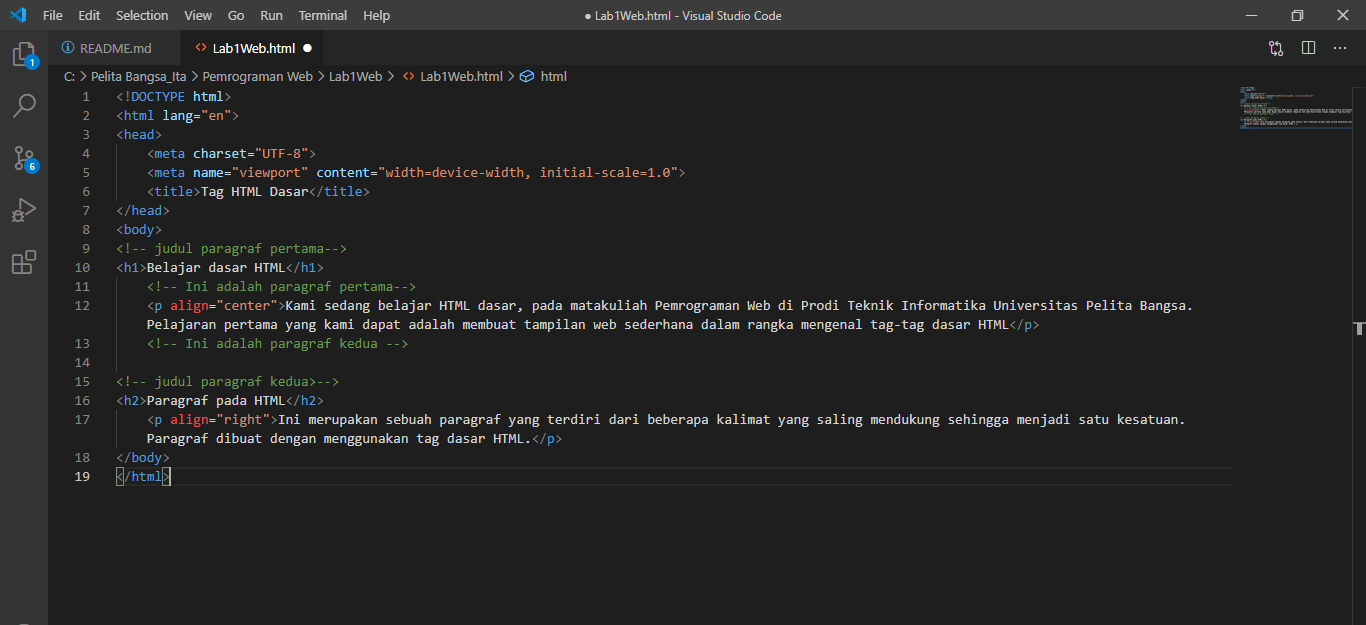 File Edit Selection View Go Run Terminal Help ● Lab1Web.html - Visual Studio Code
README.md Lab1Web.html ●
C: > Pelita Bangsa_Ita > Pemrograman Web > Lab1Web > Lab1Web.html > html
1
6
1 <!DOCTYPE html>
2 <html lang="en">
3 <head>
4 <meta charset="UTF-8">
5 <meta name="viewport" content="width=device-width, initial-scale=1.0">
6 <title>Tag HTML Dasar</title>
7 </head>
8 <body>
9 <!-- judul paragraf pertama-->
10 <h1>Belajar dasar HTML</h1>
11 <!-- Ini adalah paragraf pertama-->
12 <p align="center">Kami sedang belajar HTML dasar, pada matakuliah Pemrograman Web di Prodi Teknik Informatika Universitas Pelita Bangsa.
Pelajaran pertama yang kami dapat adalah membuat tampilan web sederhana dalam rangka mengenal tag-tag dasar HTML</p>
13 <!-- Ini adalah paragraf kedua -->
14
15 <!-- judul paragraf kedua>-->
16 <h2>Paragraf pada HTML</h2>
17 <p align="right">Ini merupakan sebuah paragraf yang terdiri dari beberapa kalimat yang saling mendukung sehingga menjadi satu kesatuan.
Paragraf dibuat dengan menggunakan tag dasar HTML.</p>
18 </body>
19 </html>